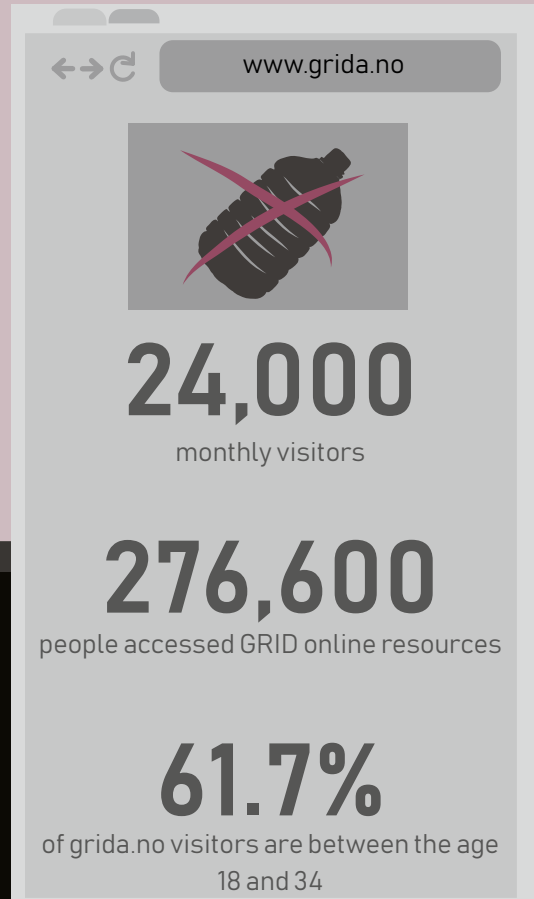 www.grida.no
24,000
monthly visitors
276,600
people accessed GRID online resources
61.7%
of grida.no visitors are between the age
18 and 34